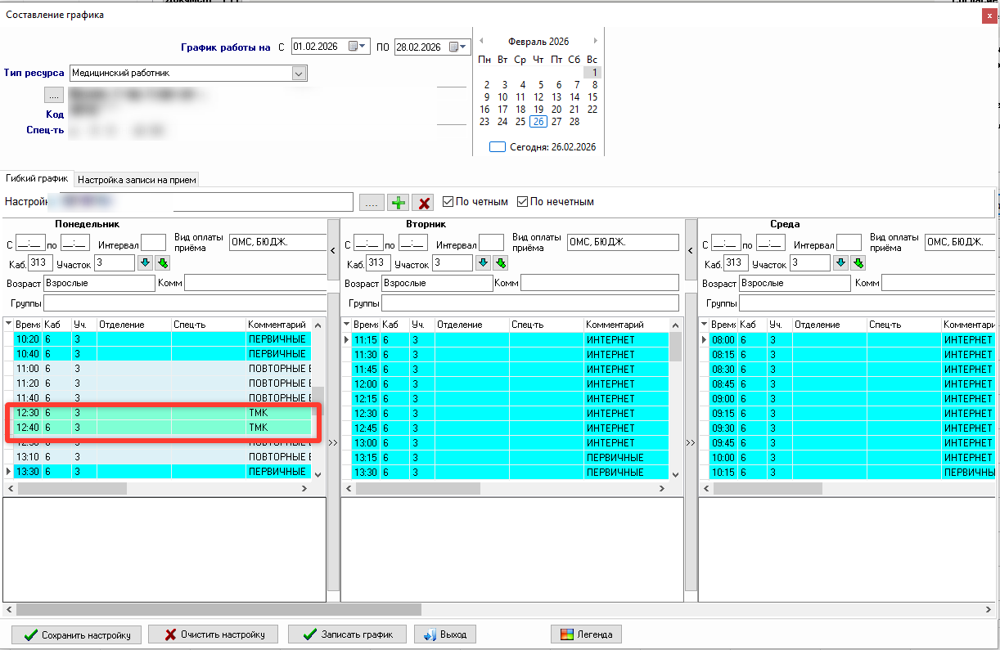 Составление графика
График работы на С 01.02.2026 ПО 28.02.2026
Тип ресурса Медицинский работник
....
Код
Спец-ть
Февраль 2026
Пн Вт Ср Чт Пт Сб Вс
1
2 3 4 5 6 7 8
9 10 11 12 13 14 15
16 17 18 19 20 21 22
23 24 25 26 27 28
Сегодня: 26.02.2026
Гибкий график Настройка записи на прием
Настройк .... По четным По нечетным
Понедельник
С __:__ по __:__ Интервал Вид оплаты приёма ОМС, БЮДЖ.
Каб. 313 Участок 3
Возраст Взрослые Комм
Группы
Время Каб Уч. Отделение Спец-ть Комментарий
10:20 6 3 ПЕРВИЧНЫЕ
10:40 6 3 ПЕРВИЧНЫЕ
11:00 6 3 ПОВТОРНЫЕ
11:20 6 3 ПОВТОРНЫЕ
11:40 6 3 ПОВТОРНЫЕ
12:30 6 3 ТМК
12:40 6 3 ТМК
12:50 6 3 ПОВТОРНЫЕ
13:10 6 3 ПОВТОРНЫЕ
13:30 6 3 ПЕРВИЧНЫЕ
<
>>
Вторник
С __:__ по __:__ Интервал Вид оплаты приёма ОМС, БЮДЖ.
Каб. 313 Участок 3
Возраст Взрослые Комм
Группы
Время Каб Уч. Отделение Спец-ть Комментарий
11:15 6 3 ИНТЕРНЕТ
11:30 6 3 ИНТЕРНЕТ
11:45 6 3 ИНТЕРНЕТ
12:00 6 3 ИНТЕРНЕТ
12:15 6 3 ИНТЕРНЕТ
12:30 6 3 ИНТЕРНЕТ
12:45 6 3 ИНТЕРНЕТ
13:00 6 3 ИНТЕРНЕТ
13:15 6 3 ПЕРВИЧНЫЕ
13:30 6 3 ПЕРВИЧНЫЕ
<
>>
Среда
С __:__ по __:__ Интервал Вид оплаты приёма ОМС, БЮДЖ.
Каб. 313 Участок 3
Возраст Взрослые Комм
Группы
Время Каб Уч. Отделение Спец-ть Комментари
08:00 6 3 ИНТЕРНЕТ
08:15 6 3 ИНТЕРНЕТ
08:30 6 3 ИНТЕРНЕТ
08:45 6 3 ИНТЕРНЕТ
09:00 6 3 ИНТЕРНЕТ
09:15 6 3 ИНТЕРНЕТ
09:30 6 3 ИНТЕРНЕТ
09:45 6 3 ИНТЕРНЕТ
10:00 6 3 ИНТЕРНЕТ
10:15 6 3 ПЕРВИЧНЫ
Сохранить настройку Очистить настройку Записать график Выход Легенда